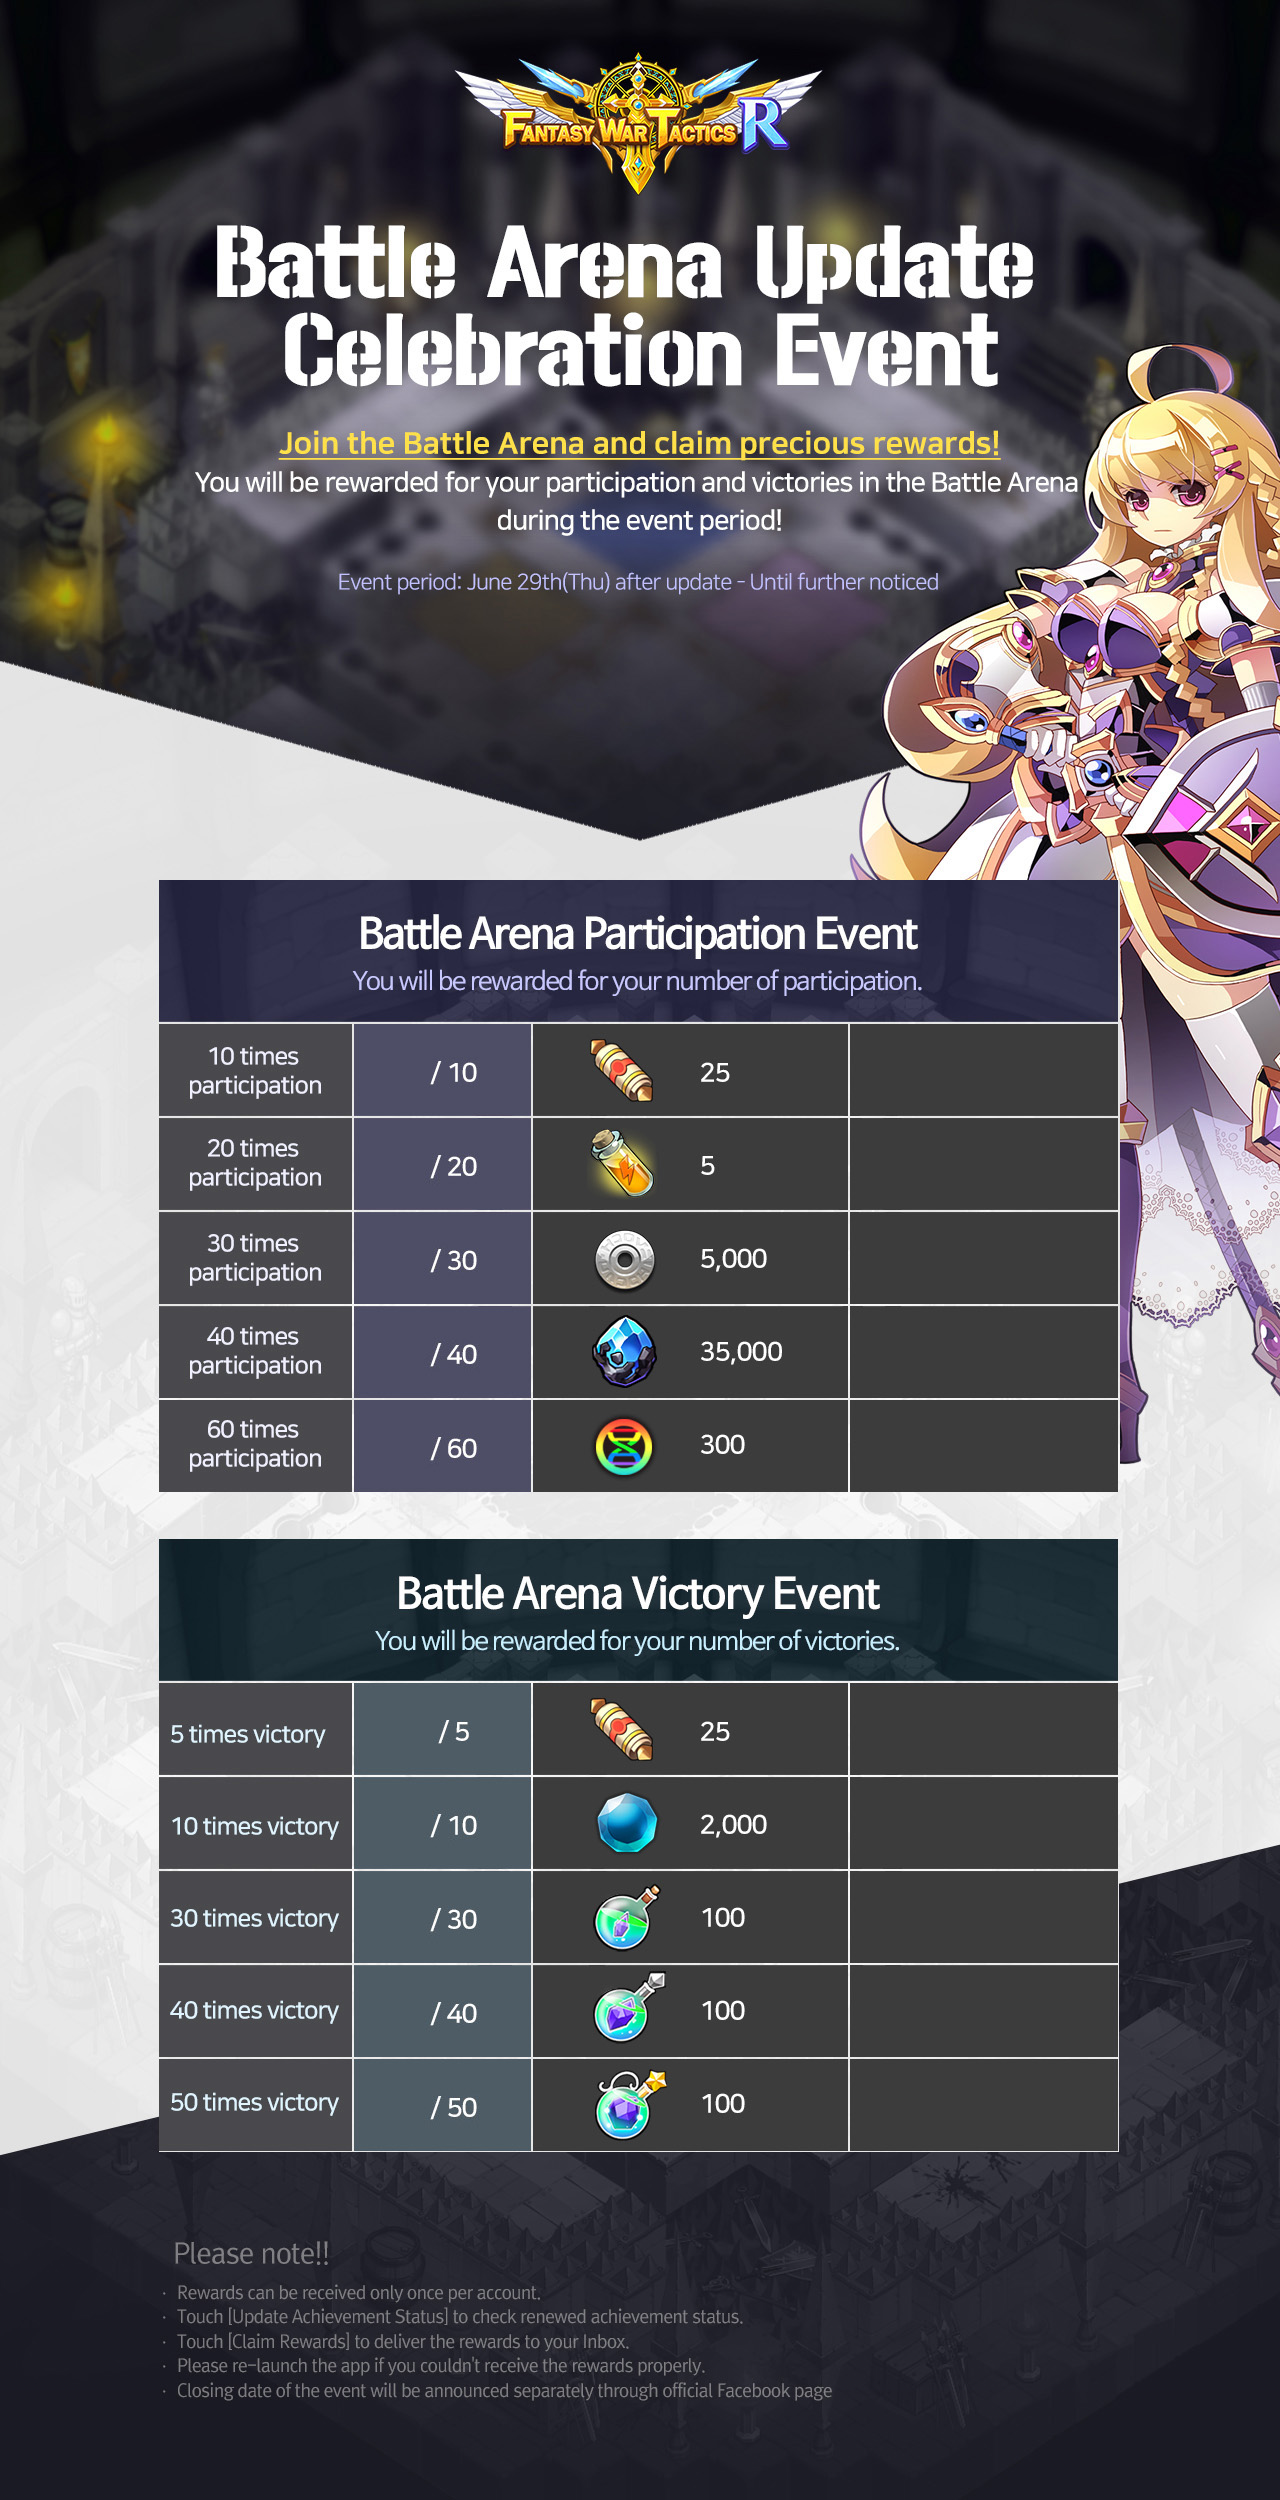 FANTASY WAR TACTICS R
Battle Arena Update
Celebration Event
Join the Battle Arena and claim precious rewards!
You will be rewarded for your participation and victories in the Battle Arena
during the event period!
Event period: June 29th(Thu) after update - Until further noticed
Battle Arena Participation Event
You will be rewarded for your number of participation.
10 times
participation
/ 10
25
20 times
participation
/ 20
5
30 times
participation
/ 30
5,000
40 times
participation
/ 40
35,000
60 times
participation
/ 60
300
Battle Arena Victory Event
You will be rewarded for your number of victories.
5 times victory
/ 5
25
10 times victory
/ 10
2,000
30 times victory
/ 30
100
40 times victory
/ 40
100
50 times victory
/ 50
100
Please note!!
· Rewards can be received only once per account.
· Touch [Update Achievement Status] to check renewed achievement status.
· Touch [Claim Rewards] to deliver the rewards to your Inbox.
· Please re-launch the app if you couldn't receive the rewards properly.
· Closing date of the event will be announced separately through official Facebook page